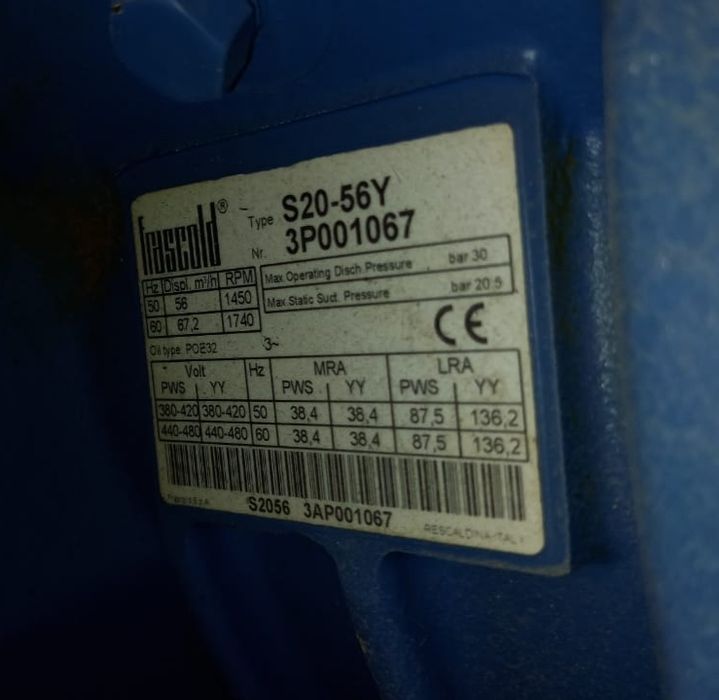 frascold®
Type S20-56Y
Nr. 3P001067
Hz Displ. m³/h RPM
50 56 1450
60 67,2 1740
Max Operating Disch Pressure bar 30
Max Static Suct. Pressure bar 20.5
CE
Oil type: POE32 3~
Volt Hz MRA LRA
PWS YY PWS YY PWS YY
380-420 380-420 50 38,4 38,4 87,5 136,2
440-480 440-480 60 38,4 38,4 87,5 136,2
S2056 3AP001067
Frascold S.p.A. RESCALDINA-ITALY